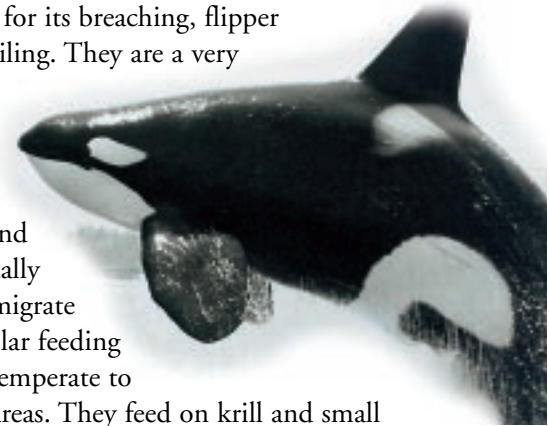 for its breaching, flipper
iling. They are a very
nd
ally
migrate
lar feeding
emperate to
reas. They feed on krill and small